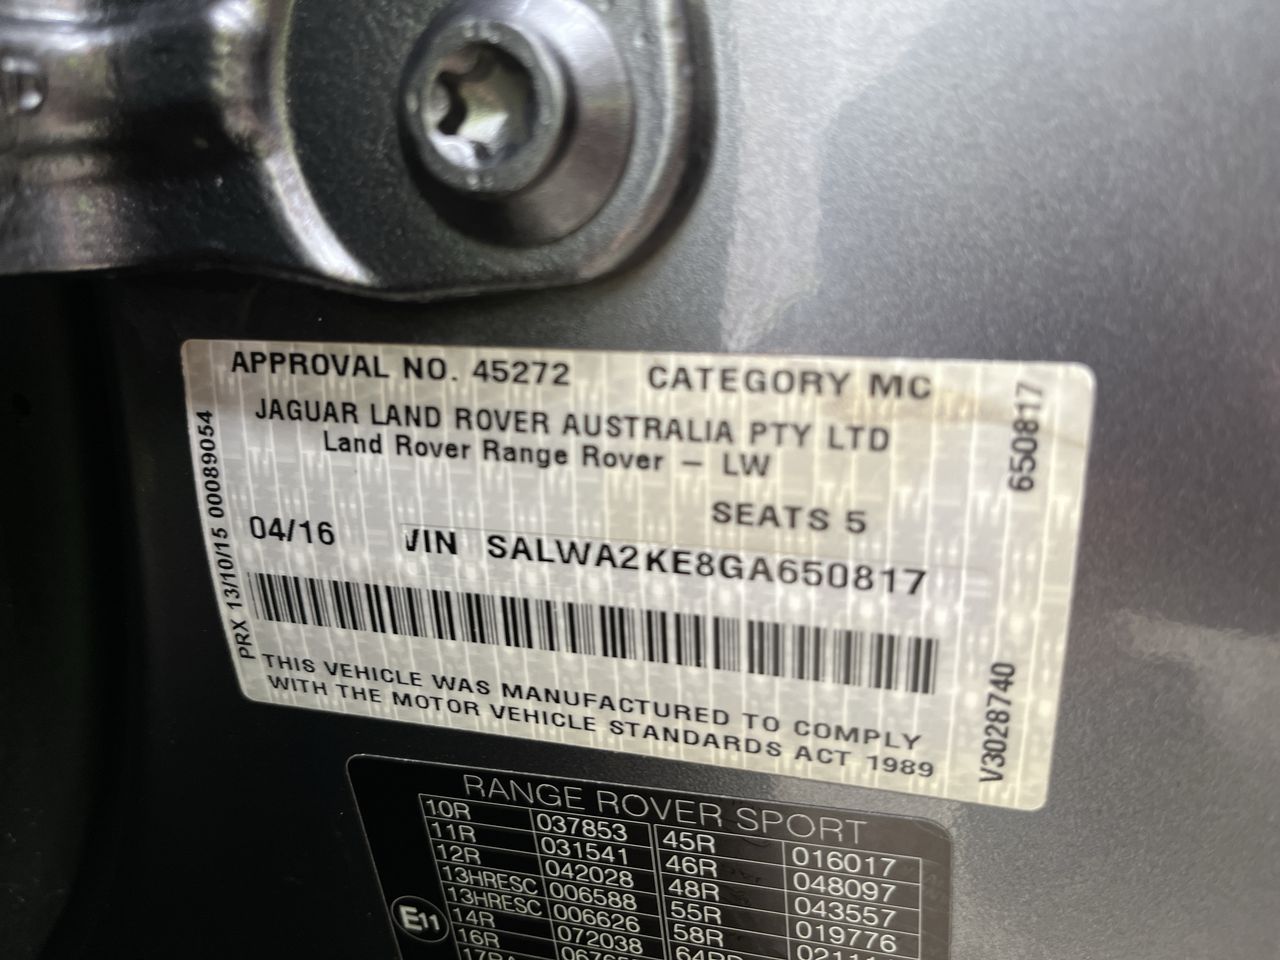 APPROVAL NO. 45272 CATEGORY MC
JAGUAR LAND ROVER AUSTRALIA PTY LTD
Land Rover Range Rover – LW
SEATS 5
04/16 VIN SALWA2KE8GA650817
THIS VEHICLE WAS MANUFACTURED TO COMPLY
WITH THE MOTOR VEHICLE STANDARDS ACT 1989
PRX 13/10/15 00089054
6508817
V3028740
RANGE ROVER SPORT
10R 037853 45R 016017
11R 031541 46R 048097
12R 042028 48R 043557
13HRESC 006588 55R 019776
13HRESC 006626 58R
14R 072038
16R
E11